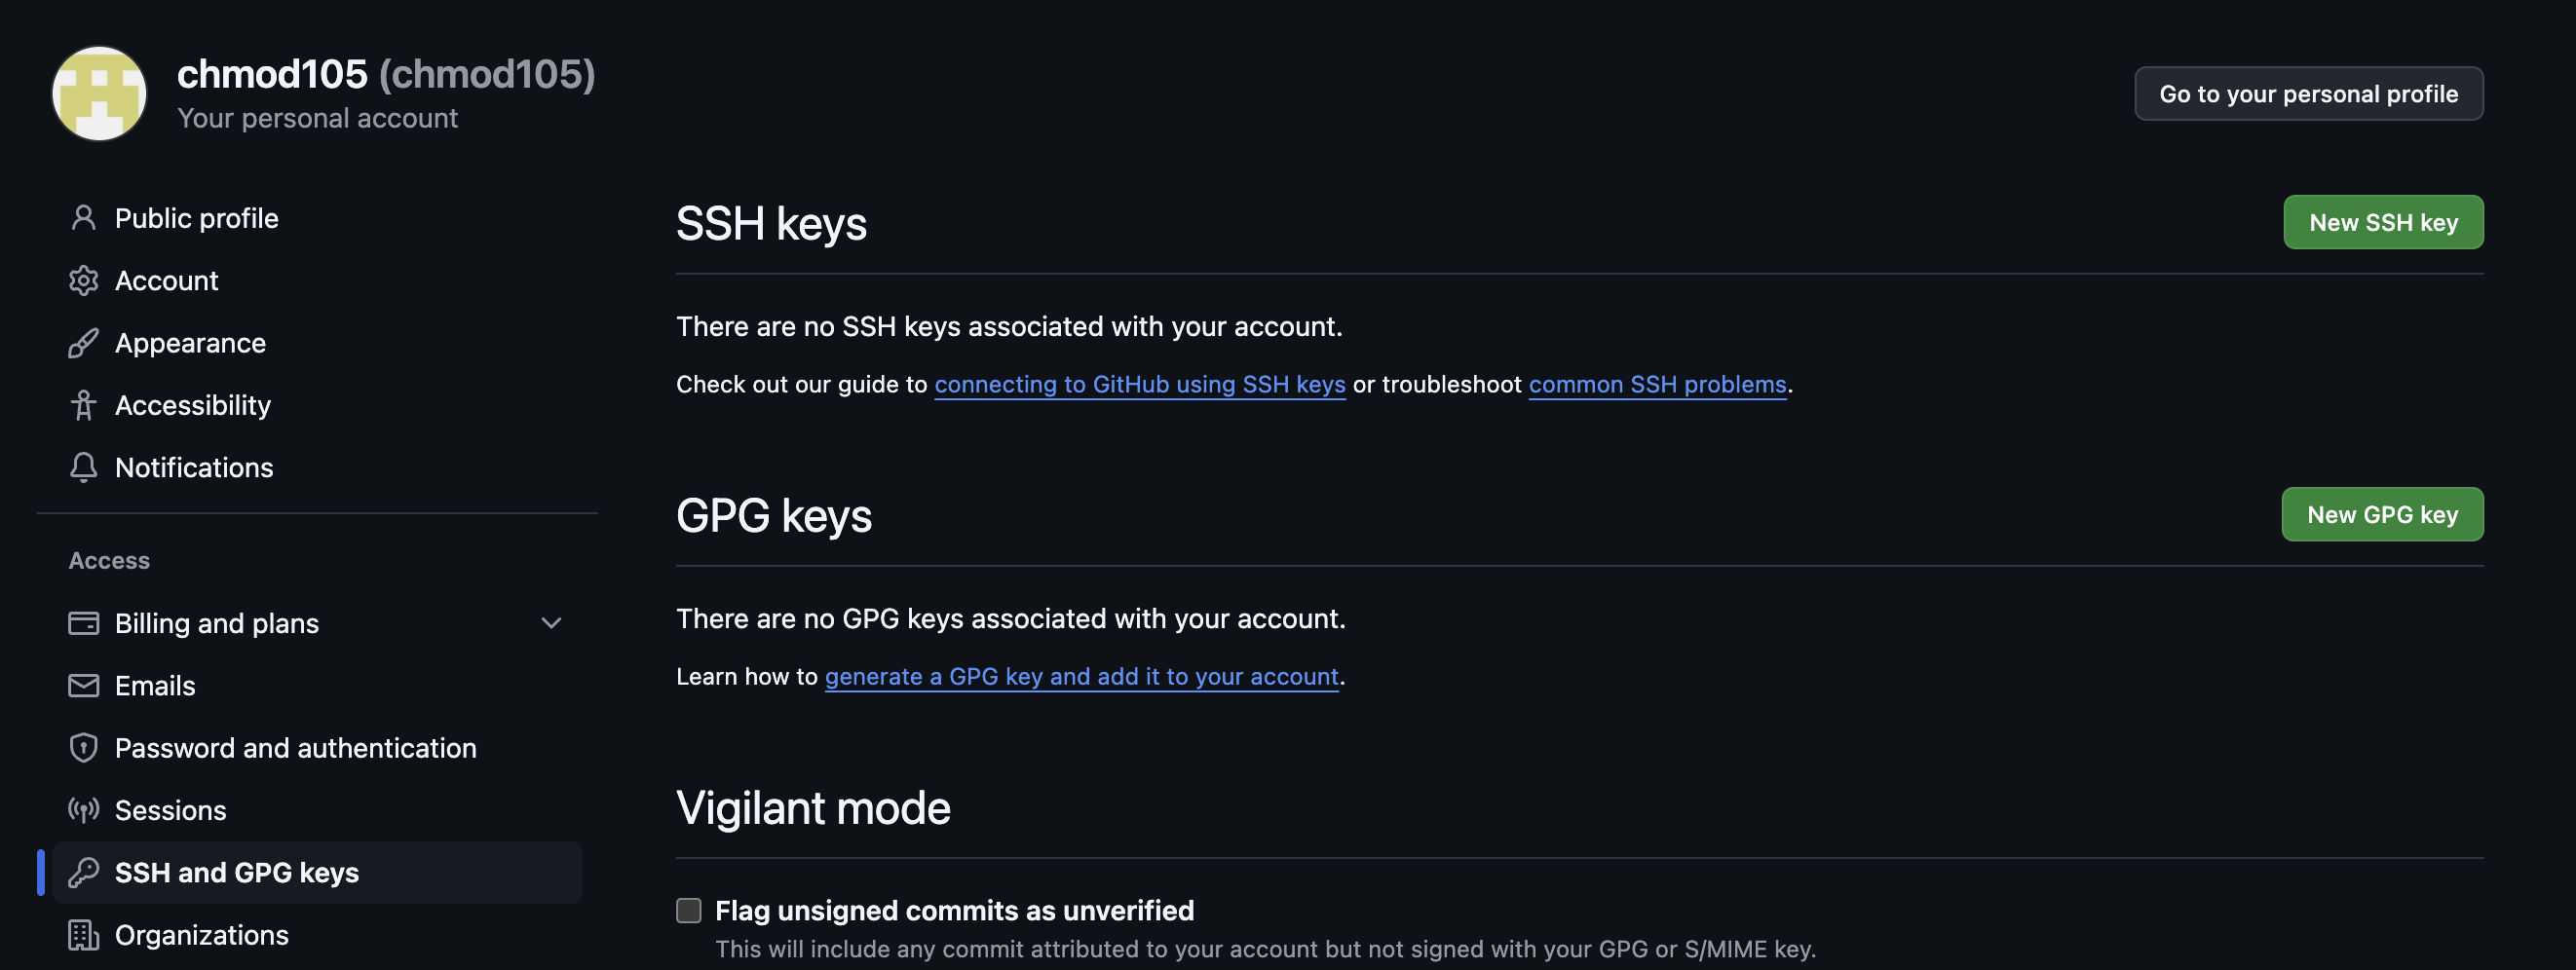 chmod105 (chmod105)
Your personal account
Go to your personal profile
Public profile
Account
Appearance
Accessibility
Notifications
Access
Billing and plans
Emails
Password and authentication
Sessions
SSH and GPG keys
Organizations
SSH keys
New SSH key
There are no SSH keys associated with your account.
Check out our guide to connecting to GitHub using SSH keys or troubleshoot common SSH problems.
GPG keys
New GPG key
There are no GPG keys associated with your account.
Learn how to generate a GPG key and add it to your account.
Vigilant mode
Flag unsigned commits as unverified
This will include any commit attributed to your account but not signed with your GPG or S/MIME key.